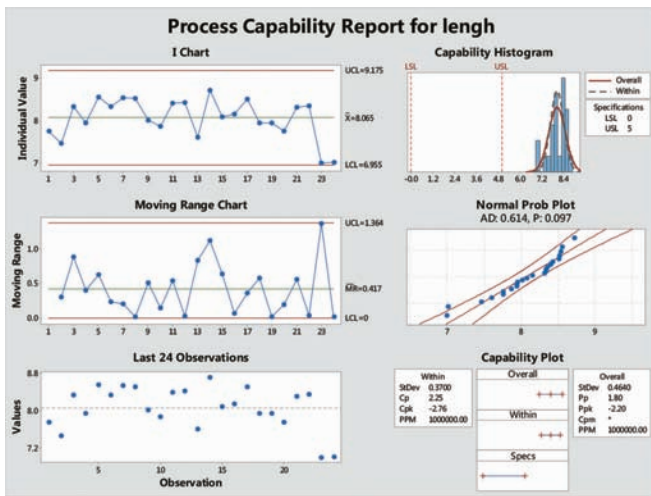 Process Capability Report for lengh
I Chart
Individual Value
9
8
7
UCL=9.175
X̄=8.065
LCL=6.955
1 3 5 7 9 11 13 15 17 19 21 23
Moving Range Chart
Moving Range
1.0
0.5
0.0
UCL=1.364
M̅R̅=0.417
LCL=0
1 3 5 7 9 11 13 15 17 19 21 23
Last 24 Observations
Values
8.8
8.0
7.2
5 10 15 20
Observation
Capability Histogram
LSL USL
-0.0 1.2 2.4 3.6 4.8 6.0 7.2 8.4
Overall
Within
Specifications
LSL 0
USL 5
Normal Prob Plot
AD: 0.614, P: 0.097
7 8 9
Capability Plot
Within
StDev 0.3700
Cp 2.25
Cpk -2.76
PPM 1000000.00
Overall
Within
Specs
Overall
StDev 0.4640
Pp 1.80
Ppk -2.20
Cpm *
PPM 1000000.00